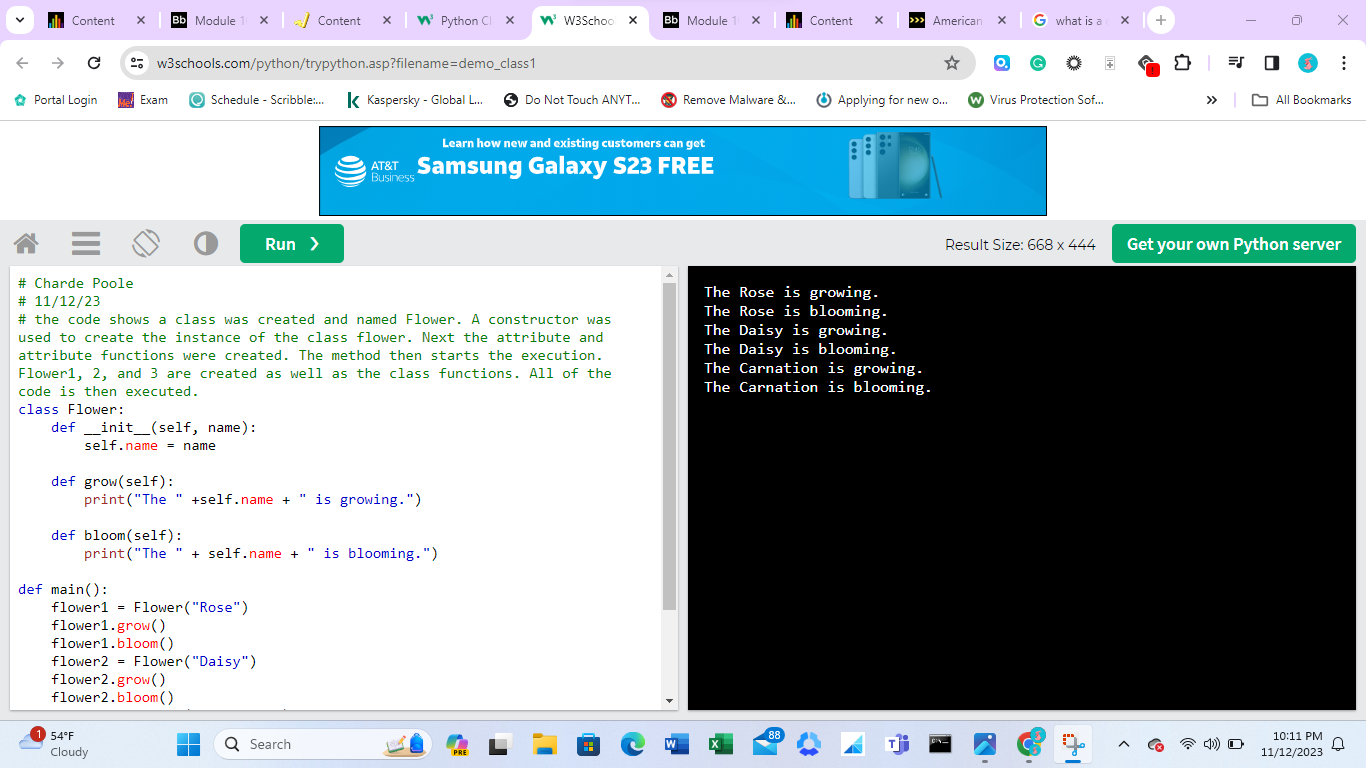 Content
Module 1
Content
Python Cl
W3Schoo
Module 1
Content
American
what is a
w3schools.com/python/trypython.asp?filename=demo_class1
Portal Login
Exam
Schedule - Scribble:...
Kaspersky - Global L...
Do Not Touch ANYT...
Remove Malware &...
Applying for new o...
Virus Protection Sof...
All Bookmarks
AT&T
Business
Learn how new and existing customers can get
Samsung Galaxy S23 FREE
Run ❯
Result Size: 668 x 444
Get your own Python server
# Charde Poole
# 11/12/23
# the code shows a class was created and named Flower. A constructor was
used to create the instance of the class flower. Next the attribute and
attribute functions were created. The method then starts the execution.
Flower1, 2, and 3 are created as well as the class functions. All of the
code is then executed.
class Flower:
    def __init__(self, name):
        self.name = name
    def grow(self):
        print("The " +self.name + " is growing.")
    def bloom(self):
        print("The " + self.name + " is blooming.")
def main():
    flower1 = Flower("Rose")
    flower1.grow()
    flower1.bloom()
    flower2 = Flower("Daisy")
    flower2.grow()
    flower2.bloom()
The Rose is growing.
The Rose is blooming.
The Daisy is growing.
The Daisy is blooming.
The Carnation is growing.
The Carnation is blooming.
1
54°F
Cloudy
Search
PRE
88
10:11 PM
11/12/2023